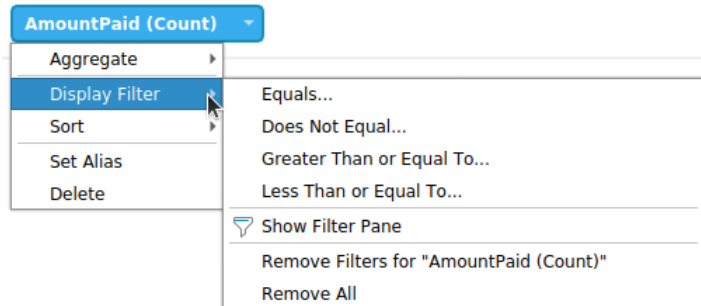 AmountPaid (Count)
Aggregate
Display Filter
Sort
Set Alias
Delete
Equals...
Does Not Equal...
Greater Than or Equal To...
Less Than or Equal To...
Show Filter Pane
Remove Filters for "AmountPaid (Count)"
Remove All